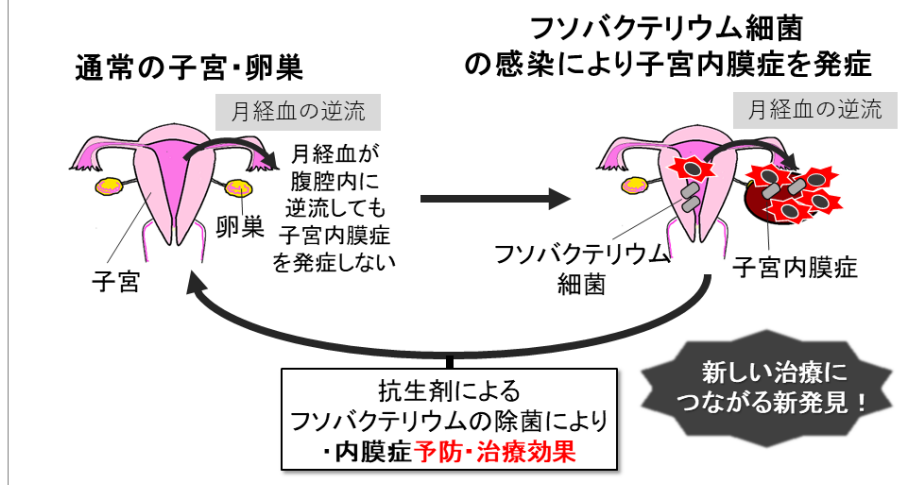 通常の子宮・卵巣
月経血の逆流
月経血が
腹腔内に
逆流しても
子宮内膜症
を発症しない
卵巣
子宮
フソバクテリウム細菌
の感染により子宮内膜症を発症
月経血の逆流
フソバクテリウム
細菌
子宮内膜症
抗生剤による
フソバクテリウムの除菌により
・内膜症予防・治療効果
新しい治療に
つながる新発見！